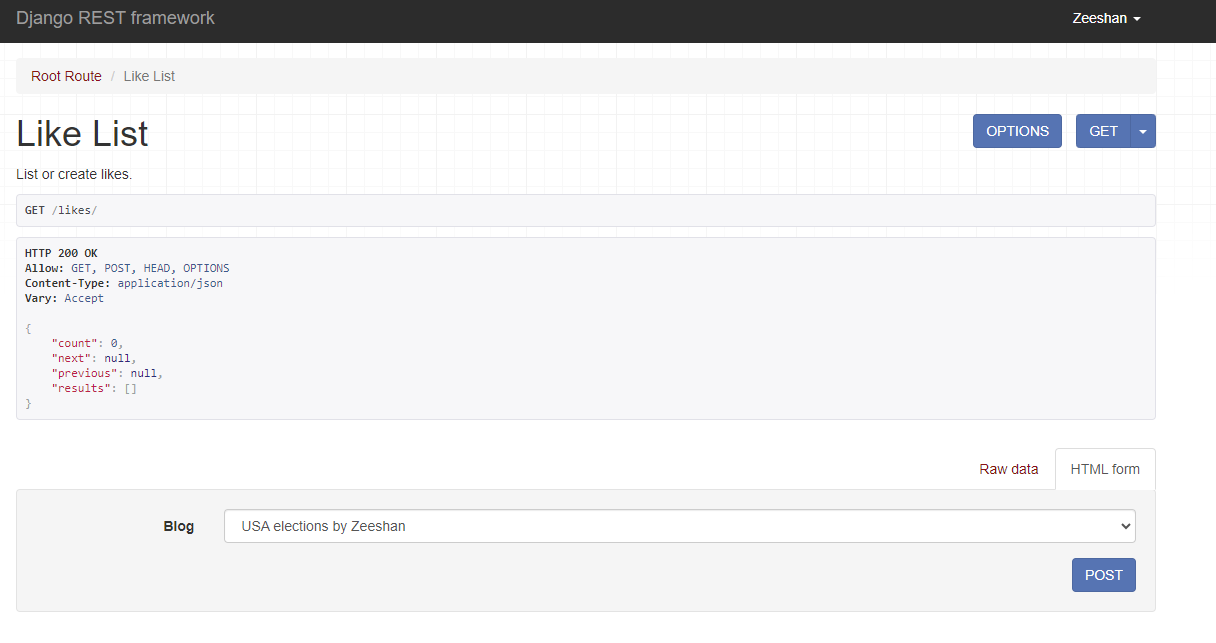 Django REST framework
Zeeshan
Root Route / Like List
Like List
OPTIONS
GET
List or create likes.
GET /likes/
HTTP 200 OK
Allow: GET, POST, HEAD, OPTIONS
Content-Type: application/json
Vary: Accept
{
    "count": 0,
    "next": null,
    "previous": null,
    "results": []
}
Raw data
HTML form
Blog
USA elections by Zeeshan
POST